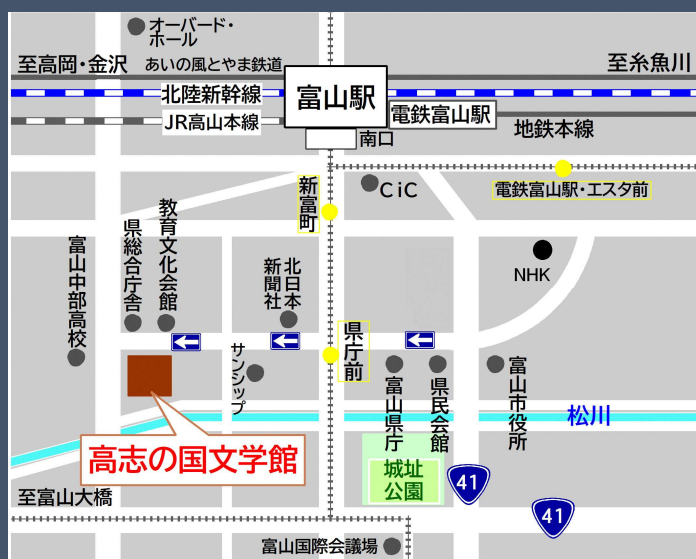 オーバード・
ホール
至高岡・金沢
あいの風とやま鉄道
至糸魚川
北陸新幹線
富山駅
JR高山本線
電鉄富山駅
地鉄本線
南口
新富町
CiC
電鉄富山駅・エスタ前
教育文化会館
県総合庁舎
富山中部高校
北日本
新聞社
NHK
県庁前
サンシップ
富山県庁
県民会館
富山市役所
松川
高志の国文学館
城址
公園
41
41
至富山大橋
富山国際会議場